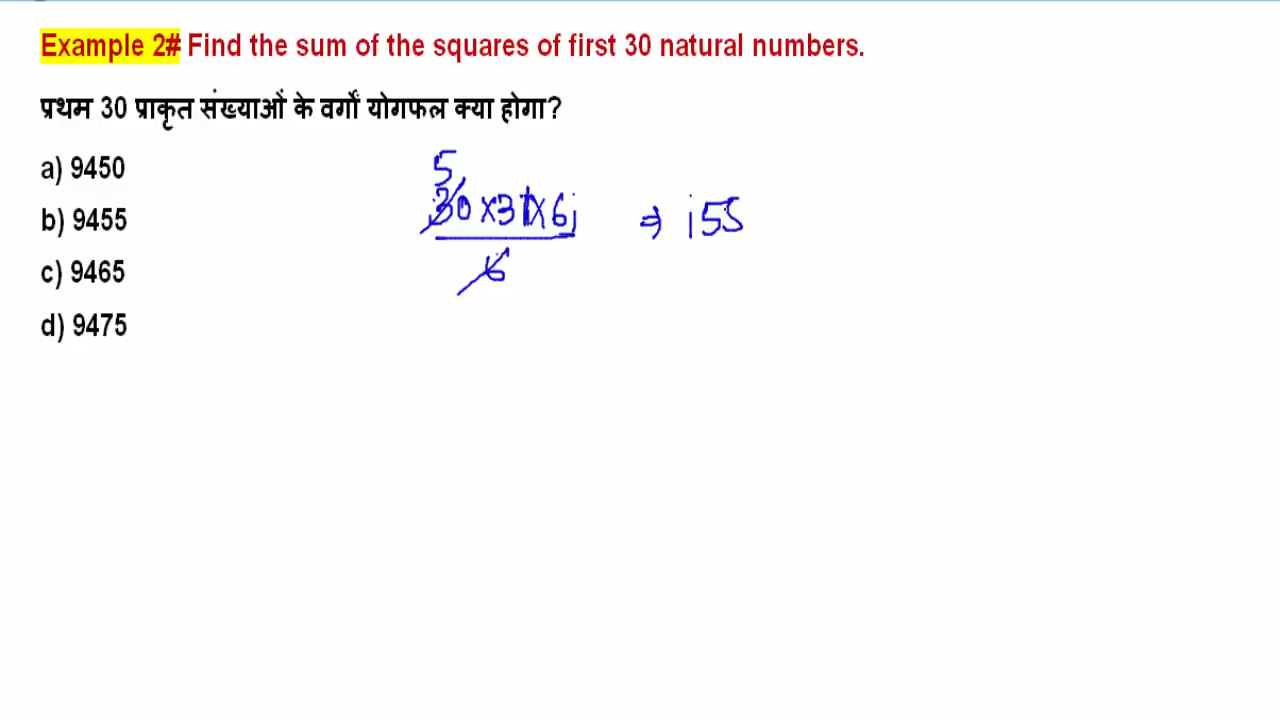 Example 2# Find the sum of the squares of first 30 natural numbers.
प्रथम 30 प्राकृत संख्याओं के वर्गों योगफल क्या होगा?
a) 9450
b) 9455
c) 9465
d) 9475
5
30 x 31 x 61 ⇒ 155
6